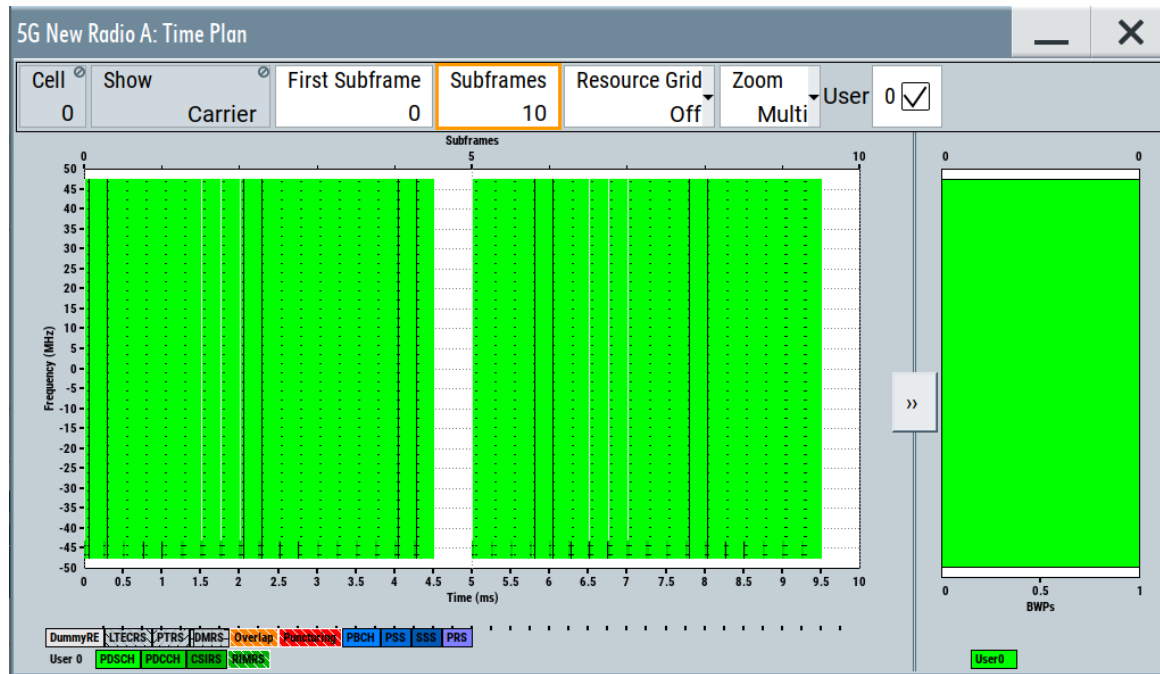 5G New Radio A: Time Plan
Cell Show First Subframe Subframes Resource Grid Zoom User 0
0 Carrier 0 10 Off Multi
Subframes
0 5 10 0 0
50
45
40
35
30
25
20
15
10
5
0
-5
-10
-15
-20
-25
-30
-35
-40
-45
-50
Frequency (MHz)
»
0 0.5 1 1.5 2 2.5 3 3.5 4 4.5 5 5.5 6 6.5 7 7.5 8 8.5 9 9.5 10
Time (ms)
0 0.5 1
BWPs
DummyRE LTECRS PTRS DMRS Overlap Puncturing PBCH PSS SSS PRS
User 0 PDSCH PDCCH CSIRS RIMRS User0